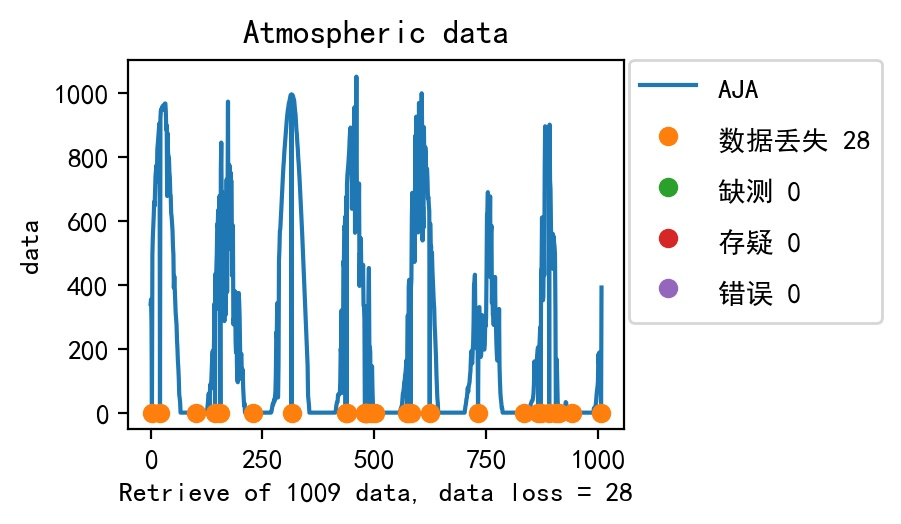 Atmospheric data
1000
800
600
400
200
0
data
0 250 500 750 1000
Retrieve of 1009 data, data loss = 28
AJA
数据丢失 28
缺测 0
存疑 0
错误 0